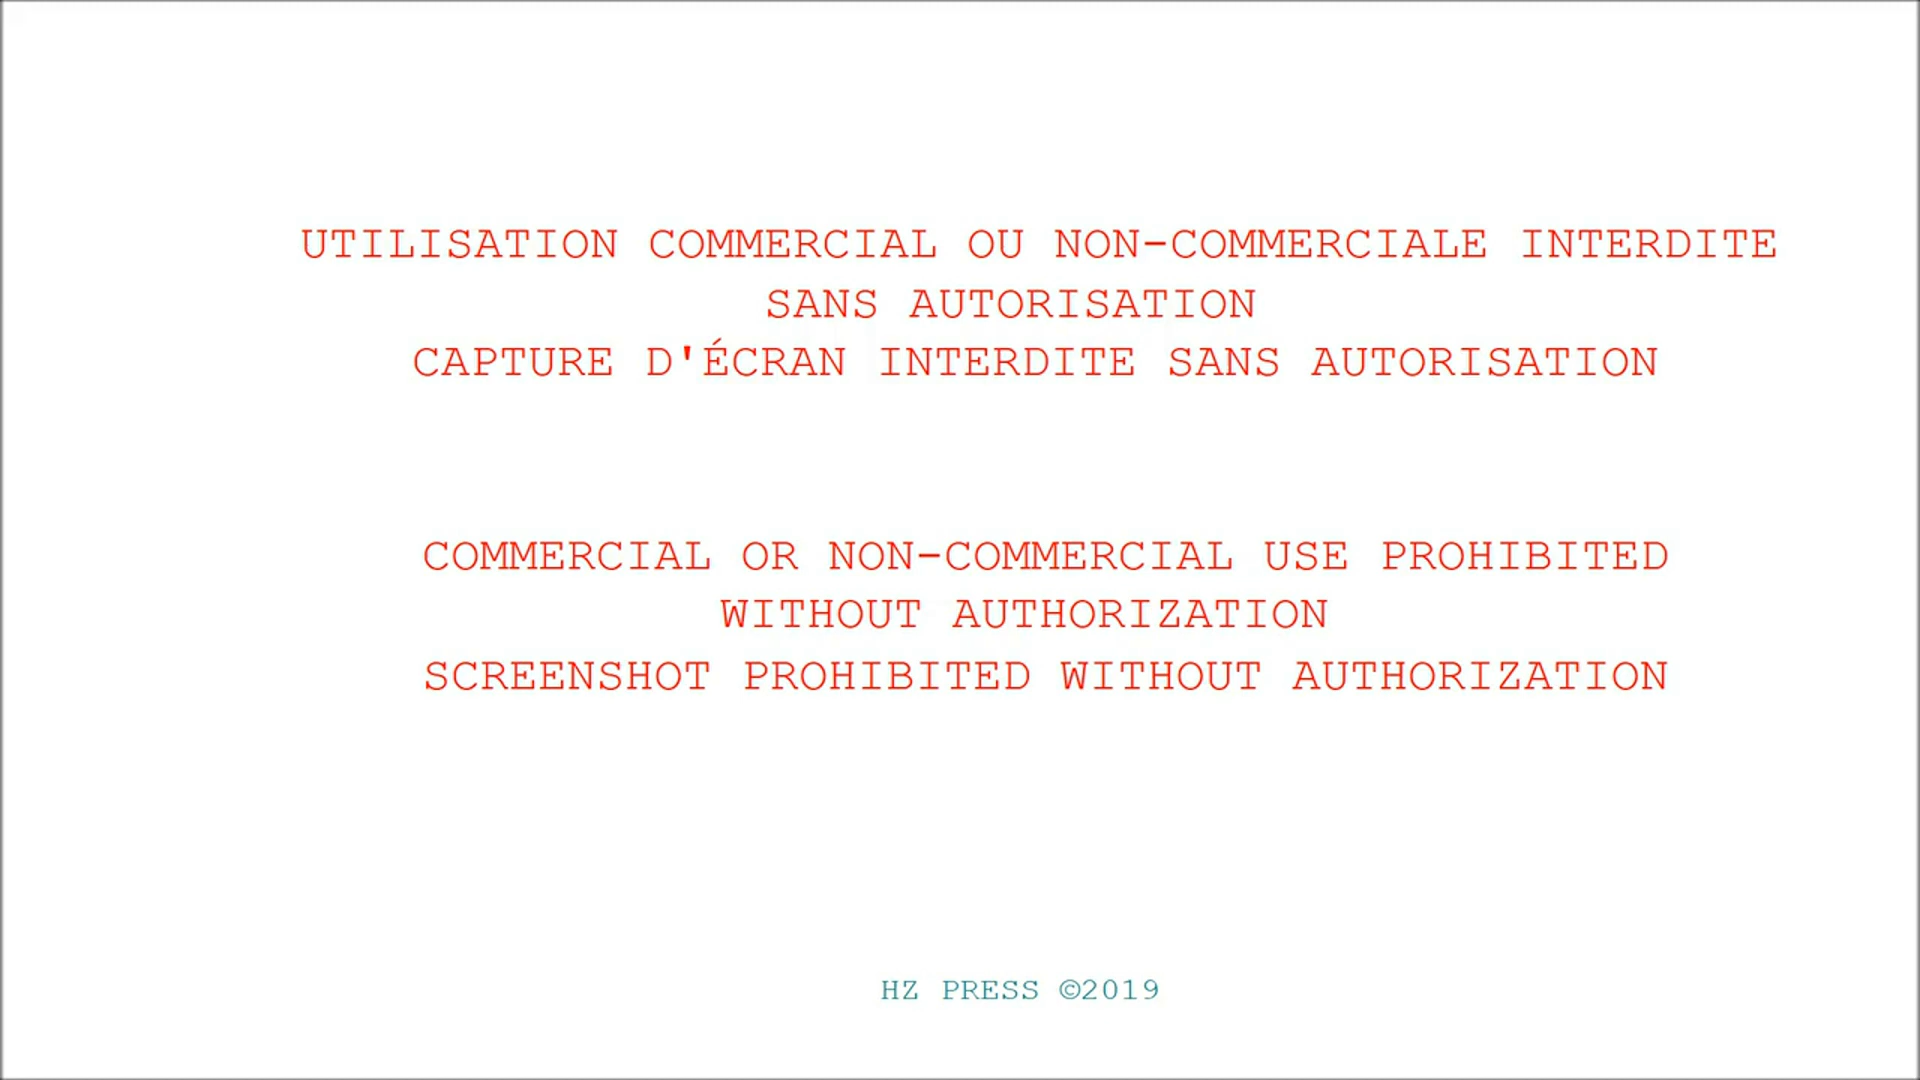 UTILISATION COMMERCIAL OU NON-COMMERCIALE INTERDITE
SANS AUTORISATION
CAPTURE D'ÉCRAN INTERDITE SANS AUTORISATION
COMMERCIAL OR NON-COMMERCIAL USE PROHIBITED
WITHOUT AUTHORIZATION
SCREENSHOT PROHIBITED WITHOUT AUTHORIZATION
HZ PRESS ©2019